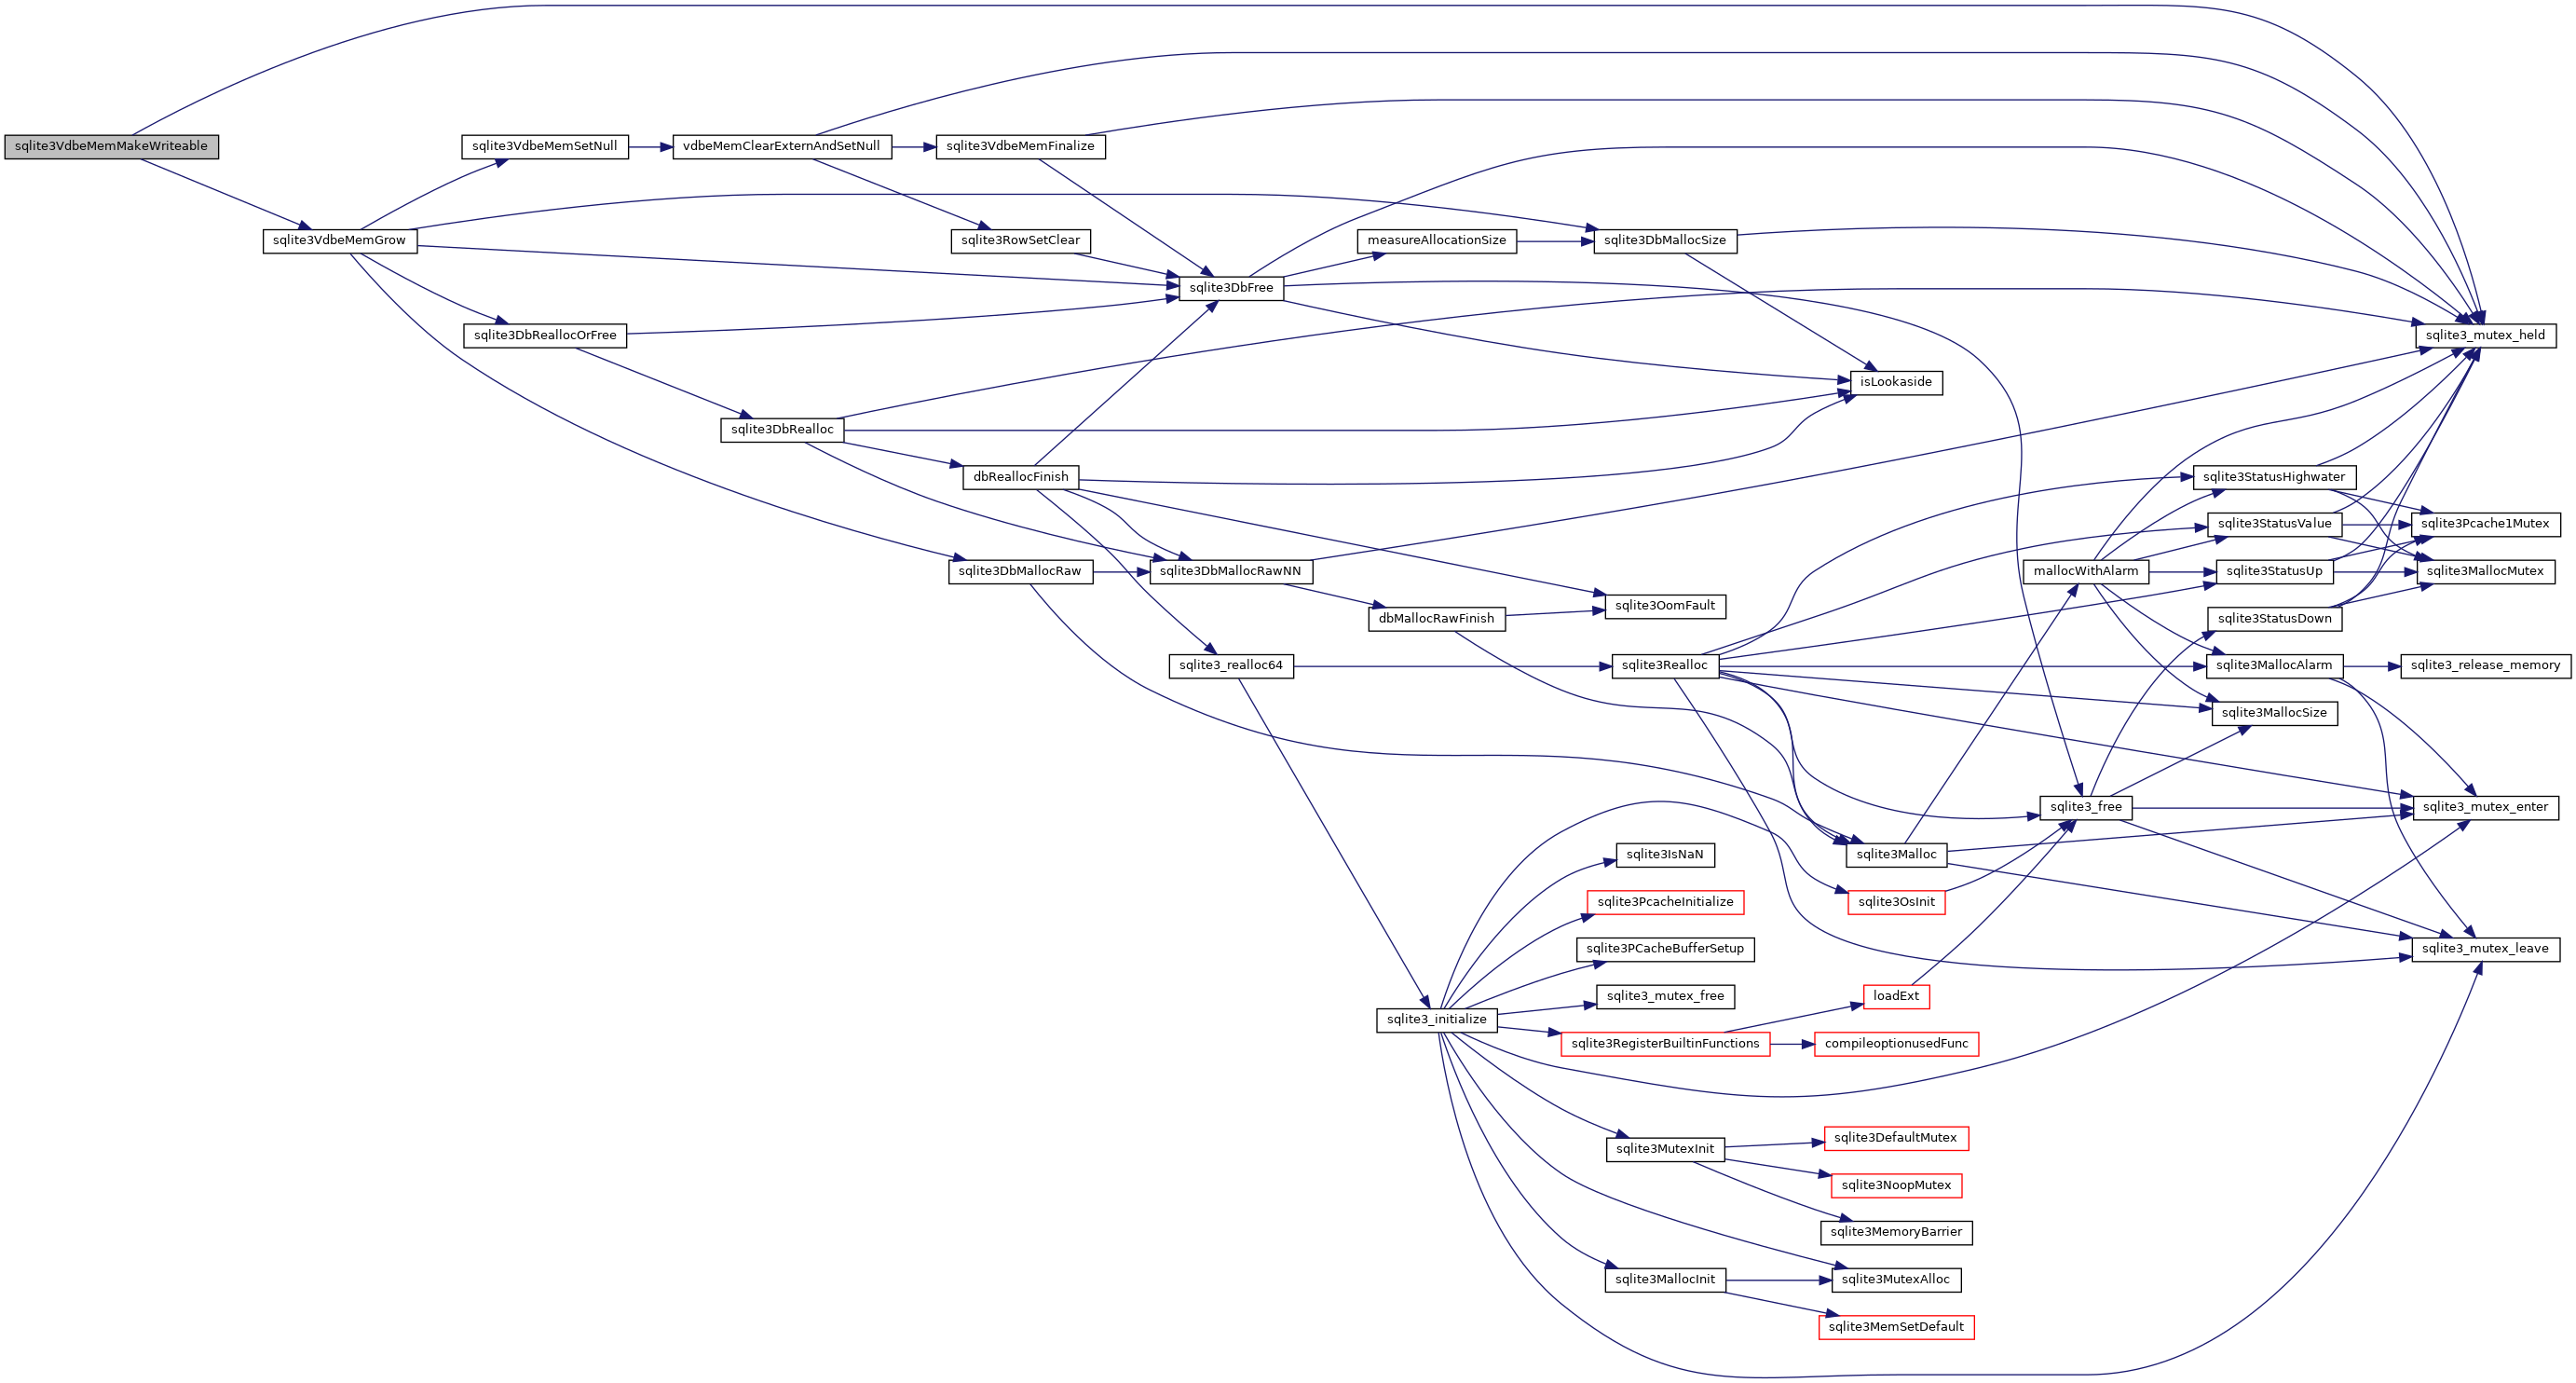 sqlite3VdbeMemMakeWriteable
sqlite3VdbeMemGrow
sqlite3VdbeMemSetNull
sqlite3DbReallocOrFree
vdbeMemClearExternAndSetNull
sqlite3DbRealloc
sqlite3VdbeMemFinalize
sqlite3RowSetClear
dbReallocFinish
sqlite3DbMallocRaw
sqlite3DbFree
sqlite3DbMallocRawNN
sqlite3_realloc64
measureAllocationSize
dbMallocRawFinish
sqlite3_initialize
sqlite3DbMallocSize
sqlite3OomFault
sqlite3Realloc
sqlite3IsNaN
sqlite3PcacheInitialize
sqlite3PCacheBufferSetup
sqlite3_mutex_free
sqlite3RegisterBuiltinFunctions
sqlite3MutexInit
sqlite3MallocInit
isLookaside
sqlite3Malloc
sqlite3OsInit
loadExt
compileoptionusedFunc
sqlite3DefaultMutex
sqlite3NoopMutex
sqlite3MemoryBarrier
sqlite3MutexAlloc
sqlite3MemSetDefault
mallocWithAlarm
sqlite3_free
sqlite3StatusHighwater
sqlite3StatusValue
sqlite3StatusUp
sqlite3StatusDown
sqlite3MallocAlarm
sqlite3MallocSize
sqlite3_mutex_held
sqlite3Pcache1Mutex
sqlite3MallocMutex
sqlite3_release_memory
sqlite3_mutex_enter
sqlite3_mutex_leave